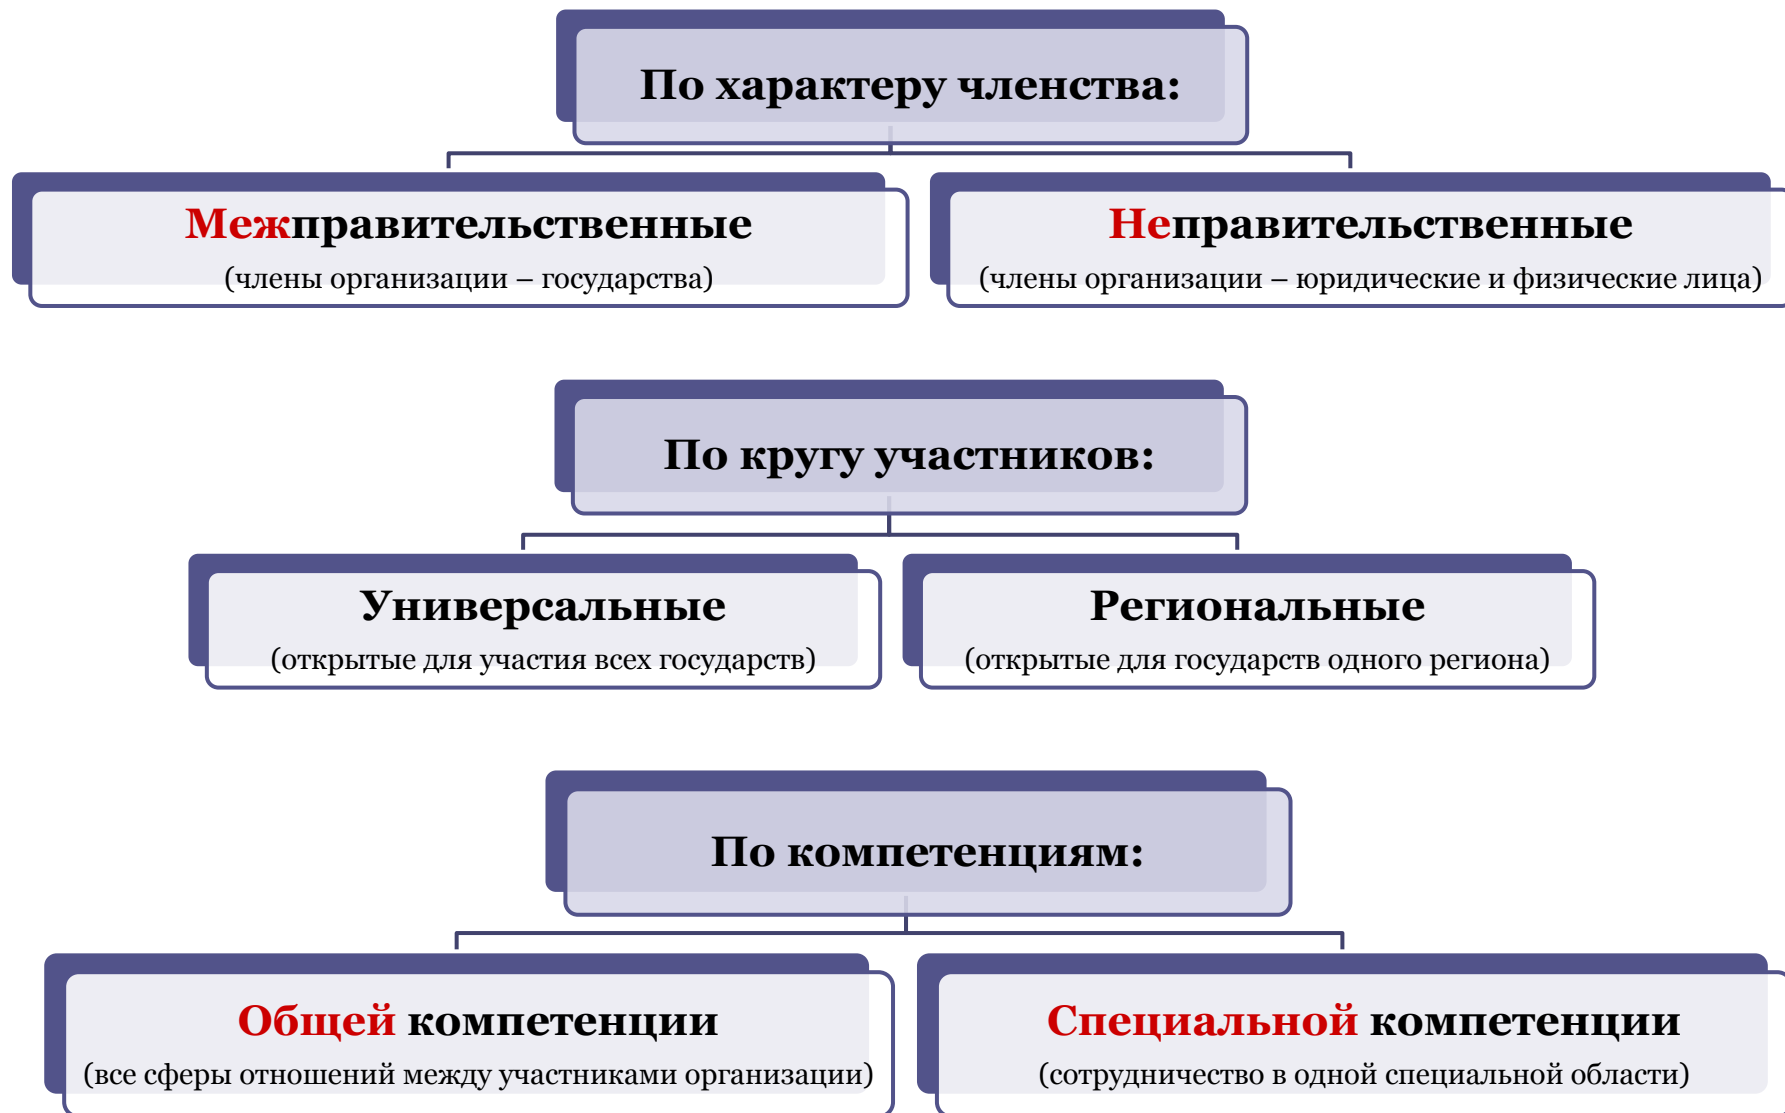 По характеру членства:
Межправительственные
(члены организации – государства)
Неправительственные
(члены организации – юридические и физические лица)
По кругу участников:
Универсальные
(открытые для участия всех государств)
Региональные
(открытые для государств одного региона)
По компетенциям:
Общей компетенции
(все сферы отношений между участниками организации)
Специальной компетенции
(сотрудничество в одной специальной области)